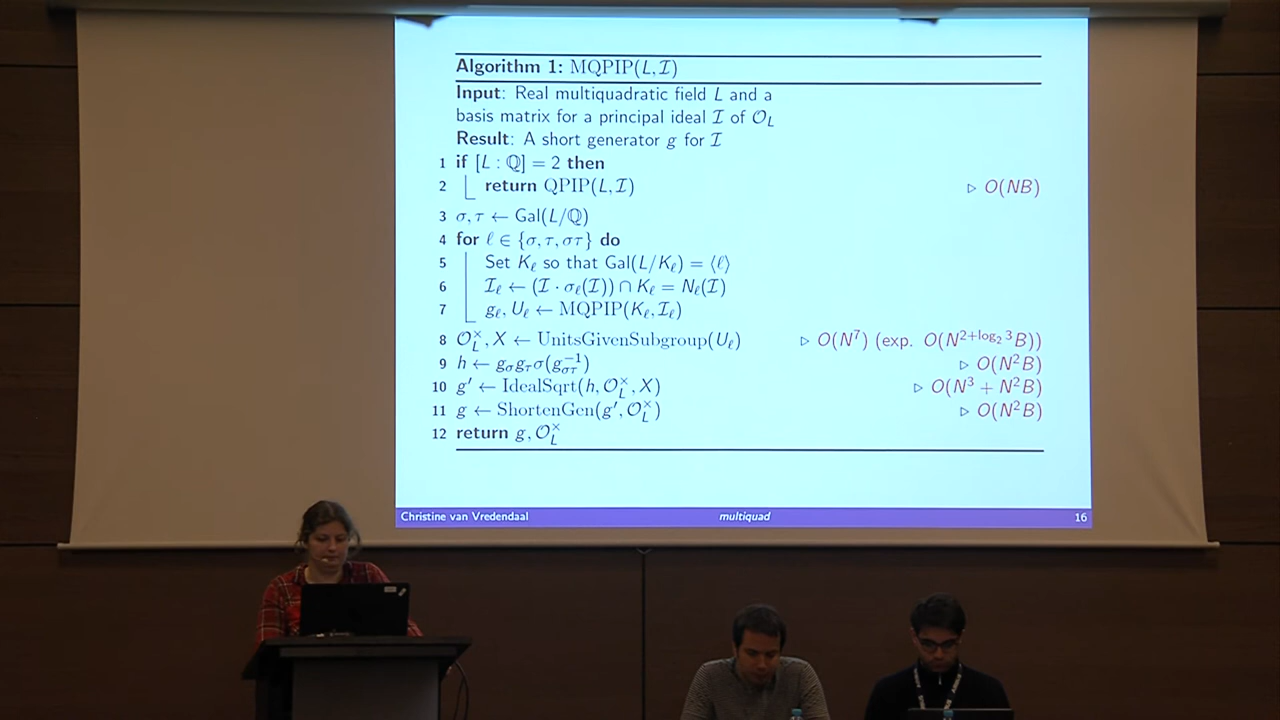 Algorithm 1: MQPIP(L, ℐ)
Input: Real multiquadratic field L and a
basis matrix for a principal ideal ℐ of 𝒪_L
Result: A short generator g for ℐ
1 if [L : ℚ] = 2 then
2 return QPIP(L, ℐ) ▷ O(NB)
3 σ, τ ← Gal(L/ℚ)
4 for ℓ ∈ {σ, τ, στ} do
5 Set K_ℓ so that Gal(L/K_ℓ) = ⟨ℓ⟩
6 ℐ_ℓ ← (ℐ · σ_ℓ(ℐ)) ∩ K_ℓ = N_ℓ(ℐ)
7 g_ℓ, U_ℓ ← MQPIP(K_ℓ, ℐ_ℓ)
8 𝒪_L^×, X ← UnitsGivenSubgroup(U_ℓ) ▷ O(N^7) (exp. O(N^{2+log_2 3}B))
9 h ← g_σ g_τ σ(g_{στ}^{-1}) ▷ O(N^2B)
10 g′ ← IdealSqrt(h, 𝒪_L^×, X) ▷ O(N^3 + N^2B)
11 g ← ShortenGen(g′, 𝒪_L^×) ▷ O(N^2B)
12 return g, 𝒪_L^×
Christine van Vredendaal multiquad 16